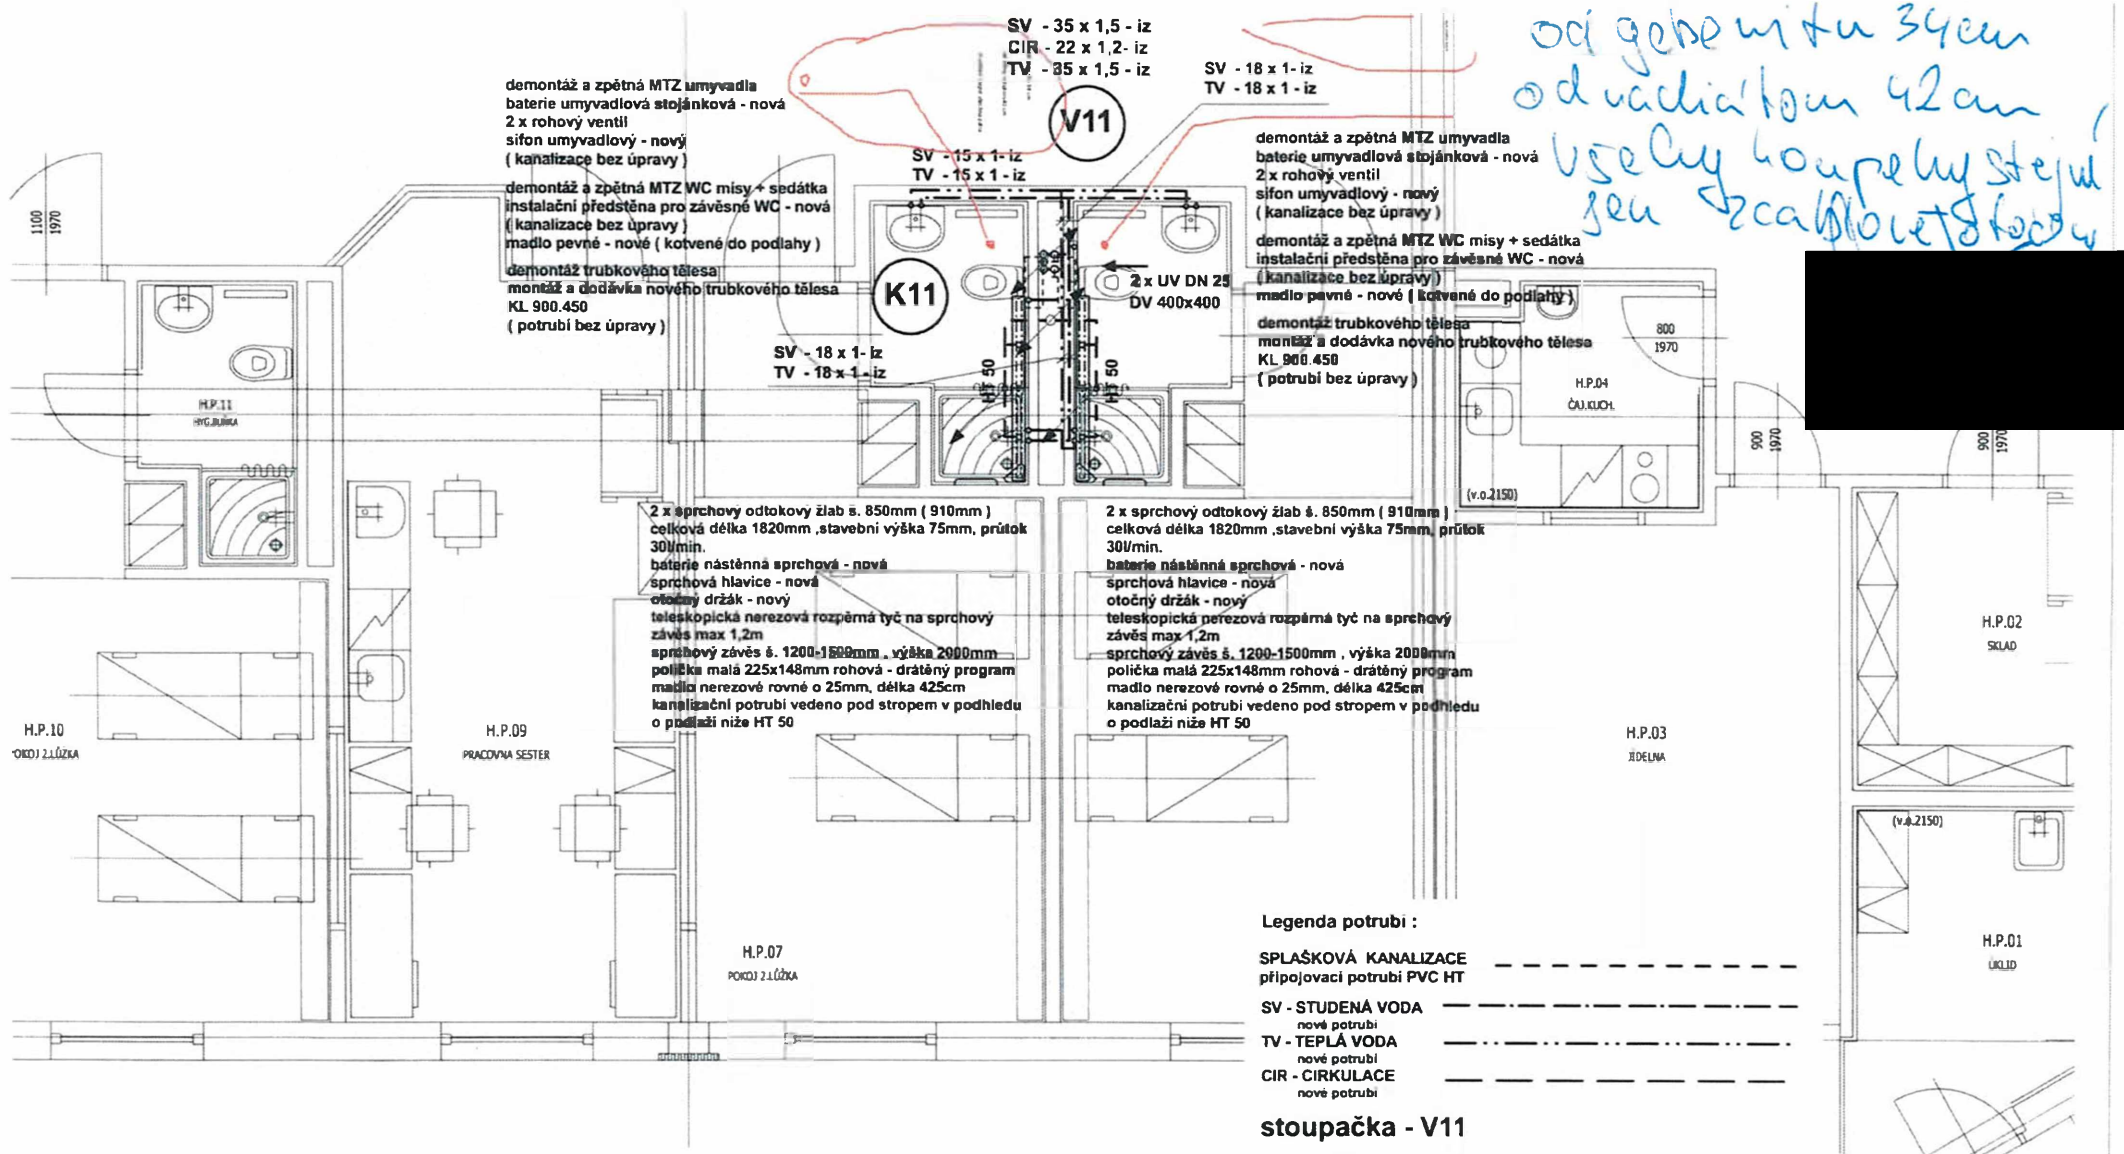 SV - 35 x 1,5 - iz
CIR - 22 x 1,2- iz
TV - 35 x 1,5 - iz
V11
SV - 18 x 1- iz
TV - 18 x 1 - iz
SV - 15 x 1- iz
TV - 15 x 1 - iz
od geberitu 34cm
od radiátoru 42 cm
jen
demontáž a zpětná MTZ umyvadla
baterie umyvadlová stojánková - nová
2 x rohový ventil
sifon umyvadlový - nový
( kanalizace bez úpravy )
demontáž a zpětná MTZ WC mísy + sedátka
instalační předstěna pro závěsné WC - nová
( kanalizace bez úpravy )
madlo pevné - nové ( kotvené do podlahy )
demontáž trubkového tělesa
montáž a dodávka nového trubkového tělesa
KL 900.450
( potrubí bez úpravy )
demontáž a zpětná MTZ umyvadla
baterie umyvadlová stojánková - nová
2 x rohový ventil
sifon umyvadlový - nový
( kanalizace bez úpravy )
demontáž a zpětná MTZ WC mísy + sedátka
instalační předstěna pro závěsné WC - nová
( kanalizace bez úpravy )
madlo pevné - nové ( kotvené do podlahy )
demontáž trubkového tělesa
montáž a dodávka nového trubkového tělesa
KL 900.450
( potrubí bez úpravy )
1100
1970
K11
2 x UV DN 25
DV 400x400
SV - 18 x 1- iz
TV - 18 x 1 - iz
HT 50
HT 50
800
1970
H.P.11
HYG.BUŇKA
H.P.04
ČAJ.KUCH.
900
1970
900
1970
(v.o.2150)
2 x sprchový odtokový žlab š. 850mm ( 910mm )
celková délka 1820mm ,stavební výška 75mm, průtok
30l/min.
baterie nástěnná sprchová - nová
sprchová hlavice - nová
otočný držák - nový
teleskopická nerezová rozpěrná tyč na sprchový
závěs max 1,2m
sprchový závěs š. 1200-1500mm , výška 2000mm
polička malá 225x148mm rohová - drátěný program
madlo nerezové rovné o 25mm, délka 425cm
kanalizační potrubí vedeno pod stropem v podhledu
o podlaží níže HT 50
2 x sprchový odtokový žlab š. 850mm ( 910mm )
celková délka 1820mm ,stavební výška 75mm, průtok
30l/min.
baterie nástěnná sprchová - nová
sprchová hlavice - nová
otočný držák - nový
teleskopická nerezová rozpěrná tyč na sprchový
závěs max 1,2m
sprchový závěs š. 1200-1500mm , výška 2000mm
polička malá 225x148mm rohová - drátěný program
madlo nerezové rovné o 25mm, délka 425cm
kanalizační potrubí vedeno pod stropem v podhledu
o podlaží níže HT 50
H.P.02
SKLAD
H.P.10
POKOJ 2.LŮŽKA
H.P.09
PRACOVNA SESTER
H.P.03
JÍDELNA
(v.o.2150)
H.P.07
POKOJ 2.LŮŽKA
H.P.01
ÚKLID
Legenda potrubí :
SPLAŠKOVÁ KANALIZACE
připojovací potrubí PVC HT
SV - STUDENÁ VODA
nové potrubí
TV - TEPLÁ VODA
nové potrubí
CIR - CIRKULACE
nové potrubí
stoupačka - V11